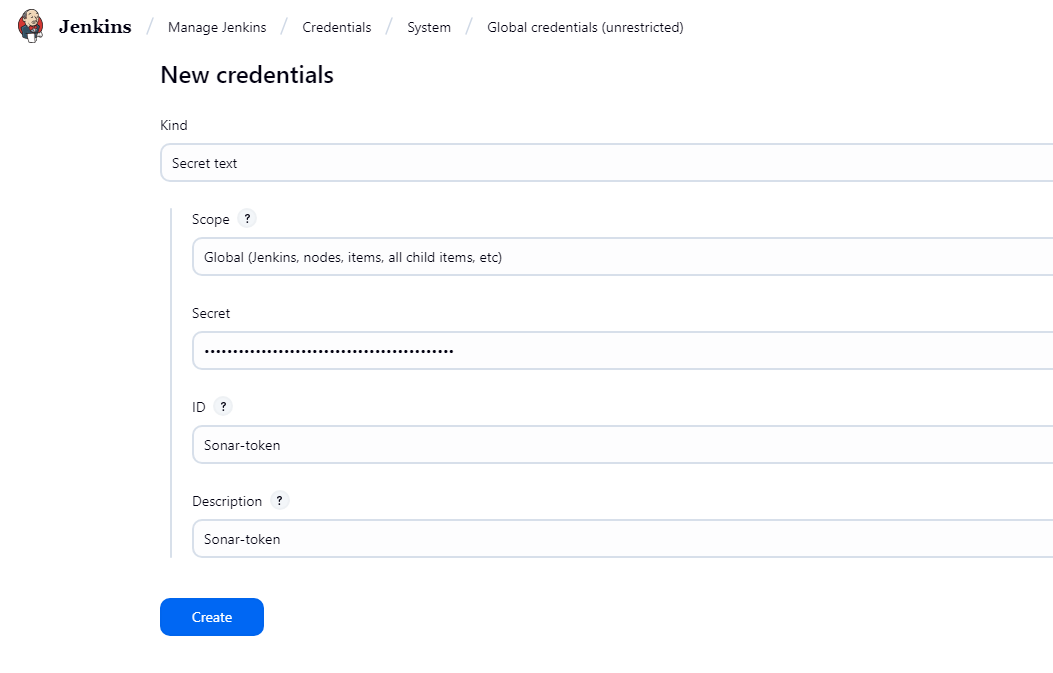 Jenkins / Manage Jenkins / Credentials / System / Global credentials (unrestricted)
New credentials
Kind
Secret text
Scope ?
Global (Jenkins, nodes, items, all child items, etc)
Secret
••••••••••••••••••••••••••••••••••••••••••••
ID ?
Sonar-token
Description ?
Sonar-token
Create